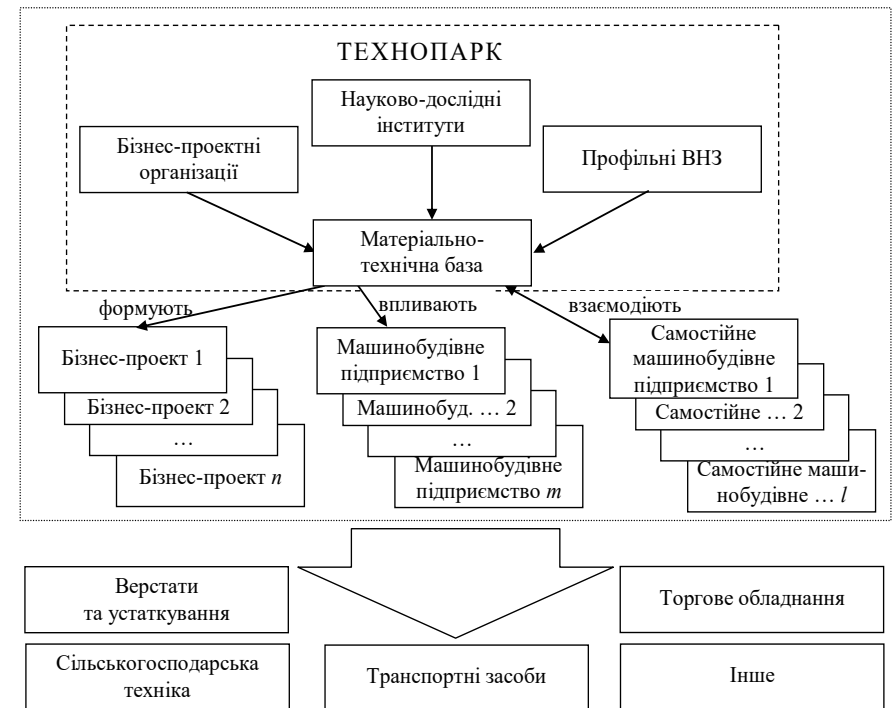 ТЕХНОПАРК
Науково-дослідні
інститути
Бізнес-проектні
організації
Профільні ВНЗ
Матеріально-
технічна база
формують
впливають
взаємодіють
Бізнес-проект 1
Бізнес-проект 2
…
Бізнес-проект n
Машинобудівне
підприємство 1
Машинобуд. … 2
…
Машинобудівне
підприємство m
Самостійне
машинобудівне
підприємство 1
Самостійне … 2
…
Самостійне маши-
нобудівне … l
Верстати
та устаткування
Торгове обладнання
Сільськогосподарська
техніка
Транспортні засоби
Інше